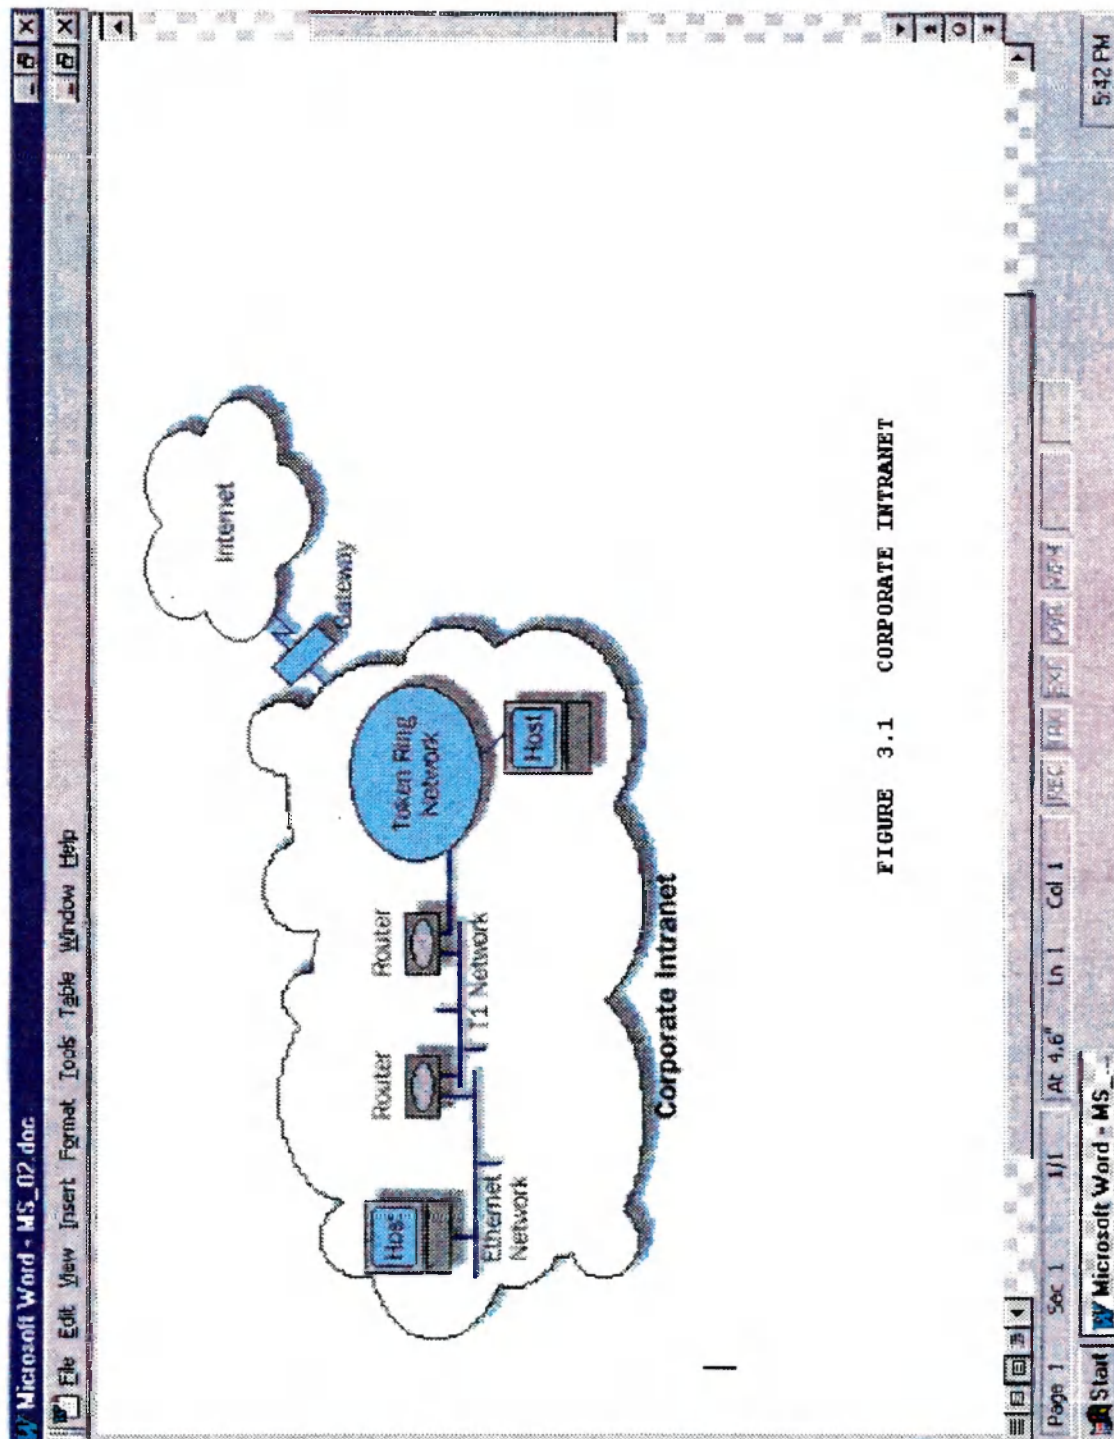 Microsoft Word - MS_02.doc
File Edit View Insert Format Tools Table Window Help
Internet
Gateway
Router
Router
Host
Token Ring
Network
T1 Network
Ethernet
Network
Host
Corporate Intranet
FIGURE 3.1 CORPORATE INTRANET
Page 1 Sec 1 1/1 At 4.6" Ln 1 Col 1 REC TRK EXT OVR WPH
Start Microsoft Word - MS_... 5:42 PM